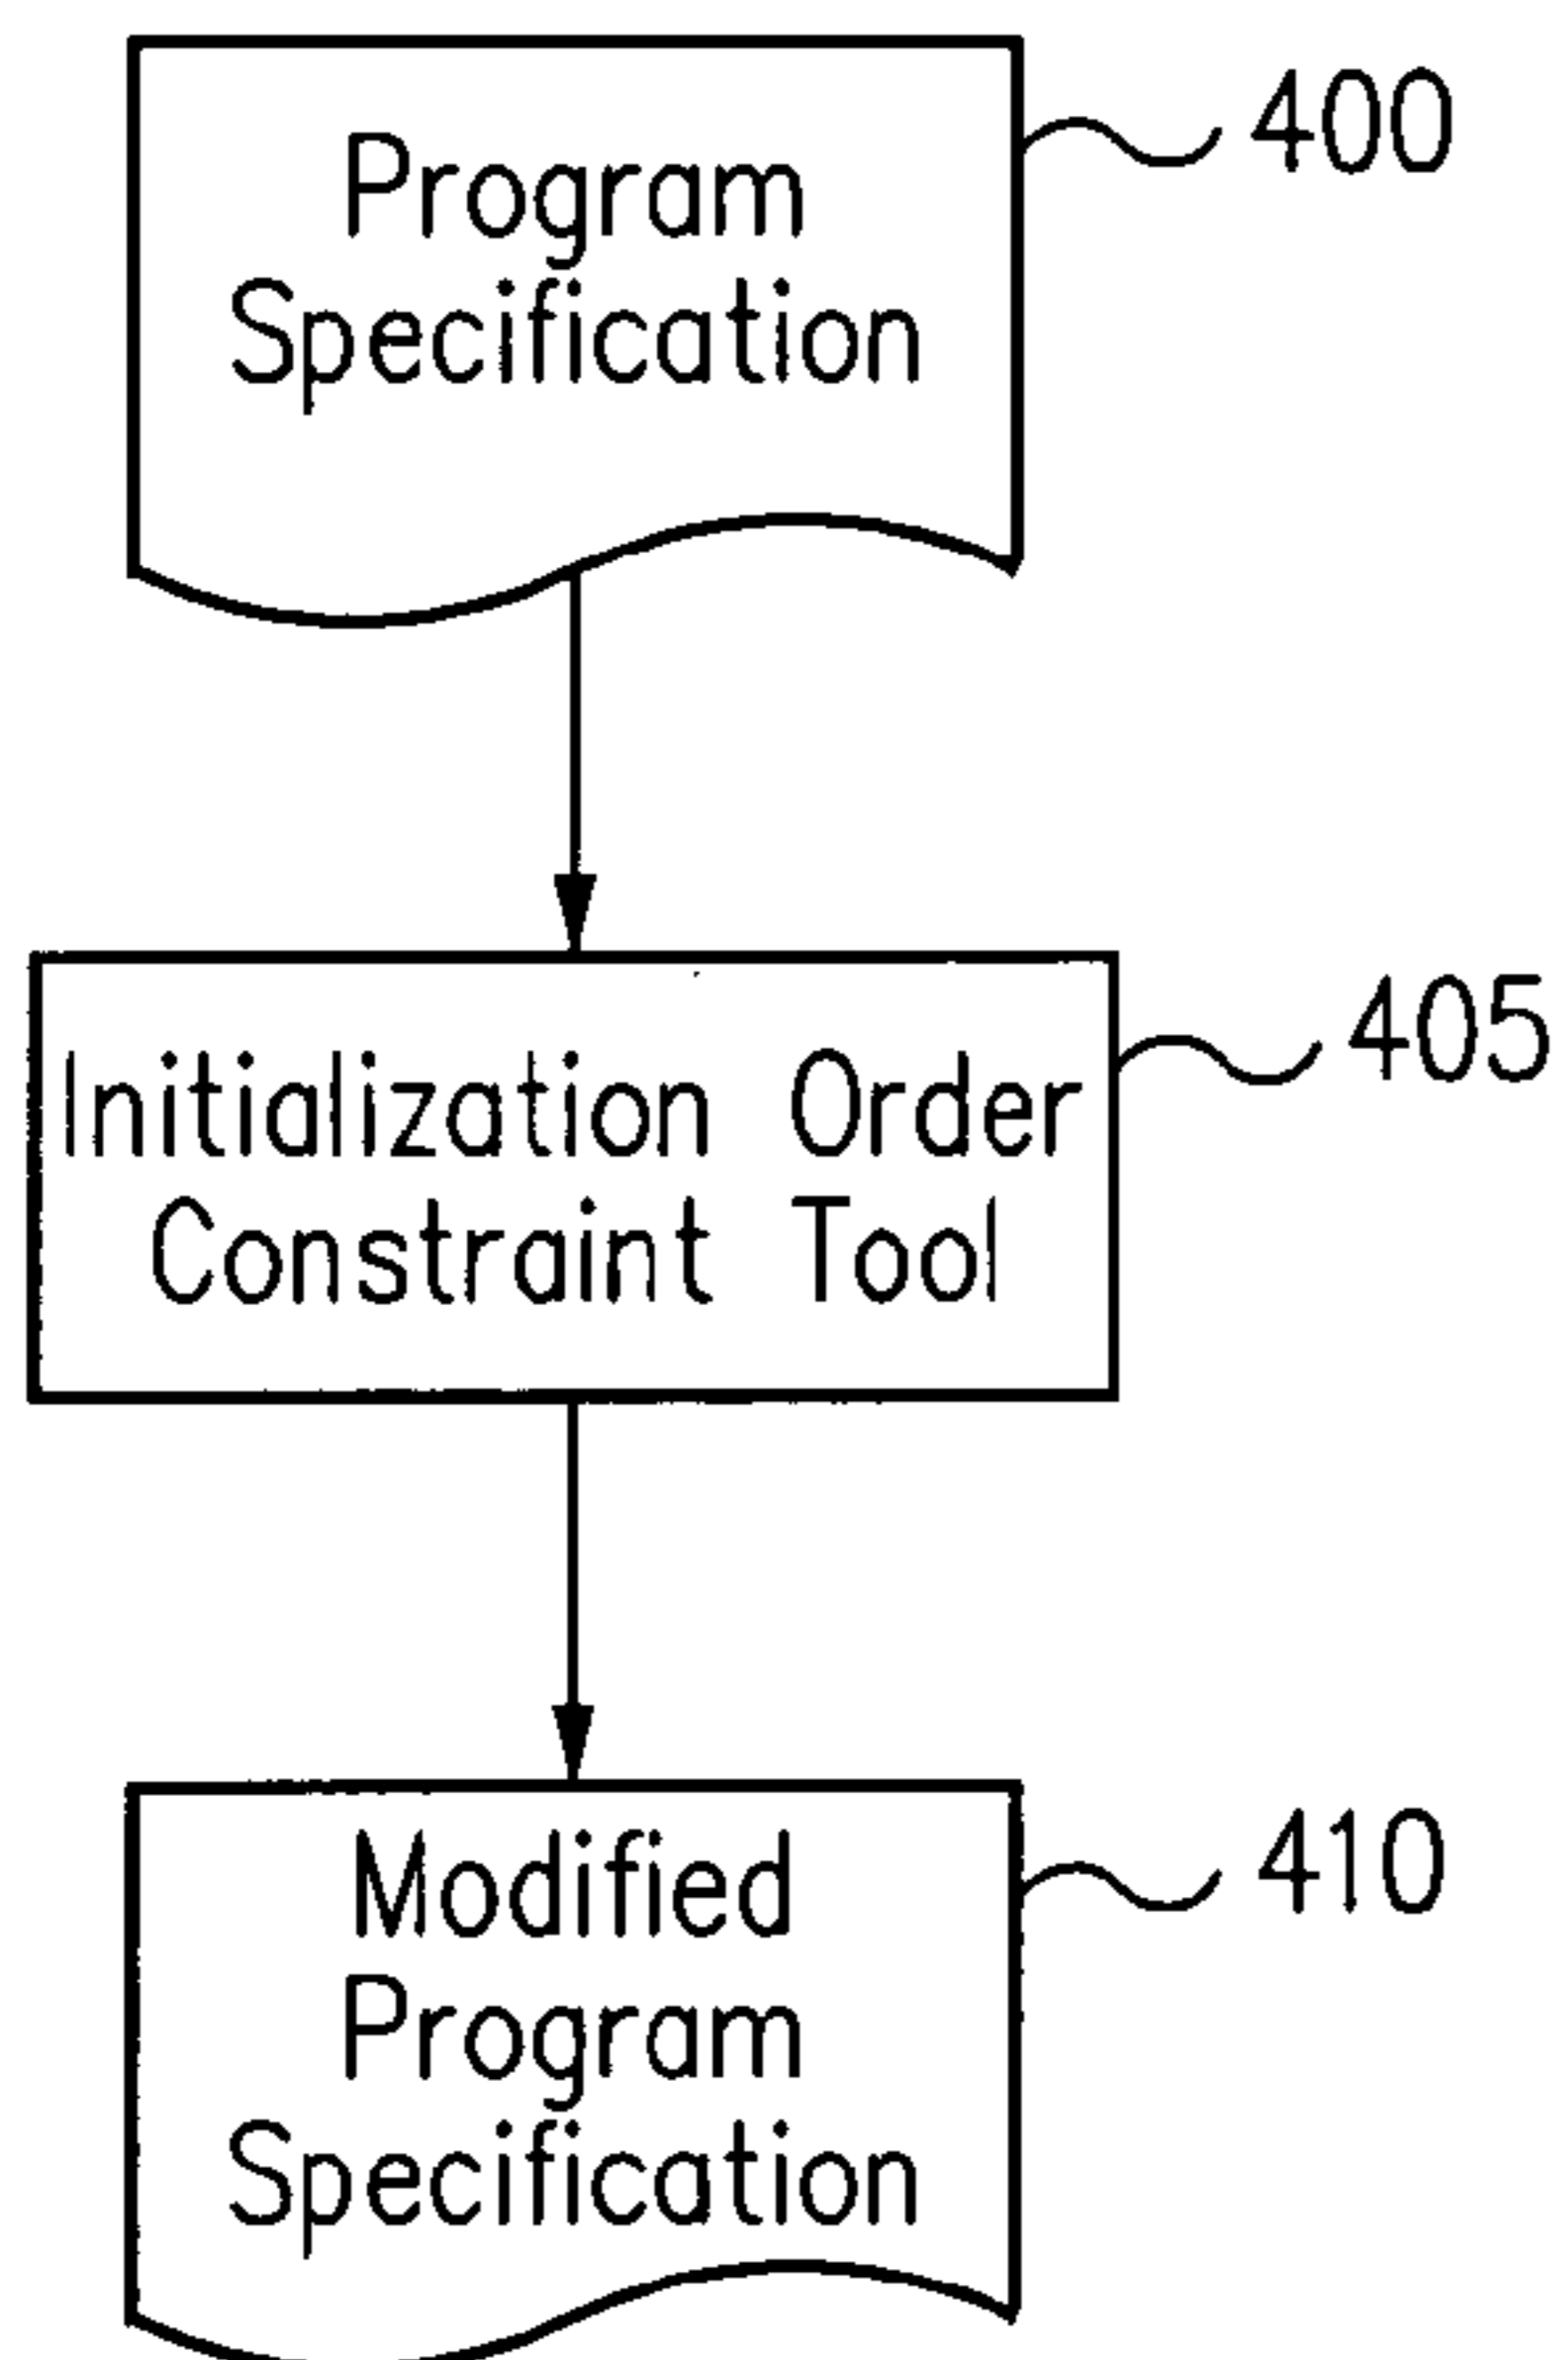 Program
Specification
400
Initialization Order
Constraint Tool
405
Modified
Program
Specification
410